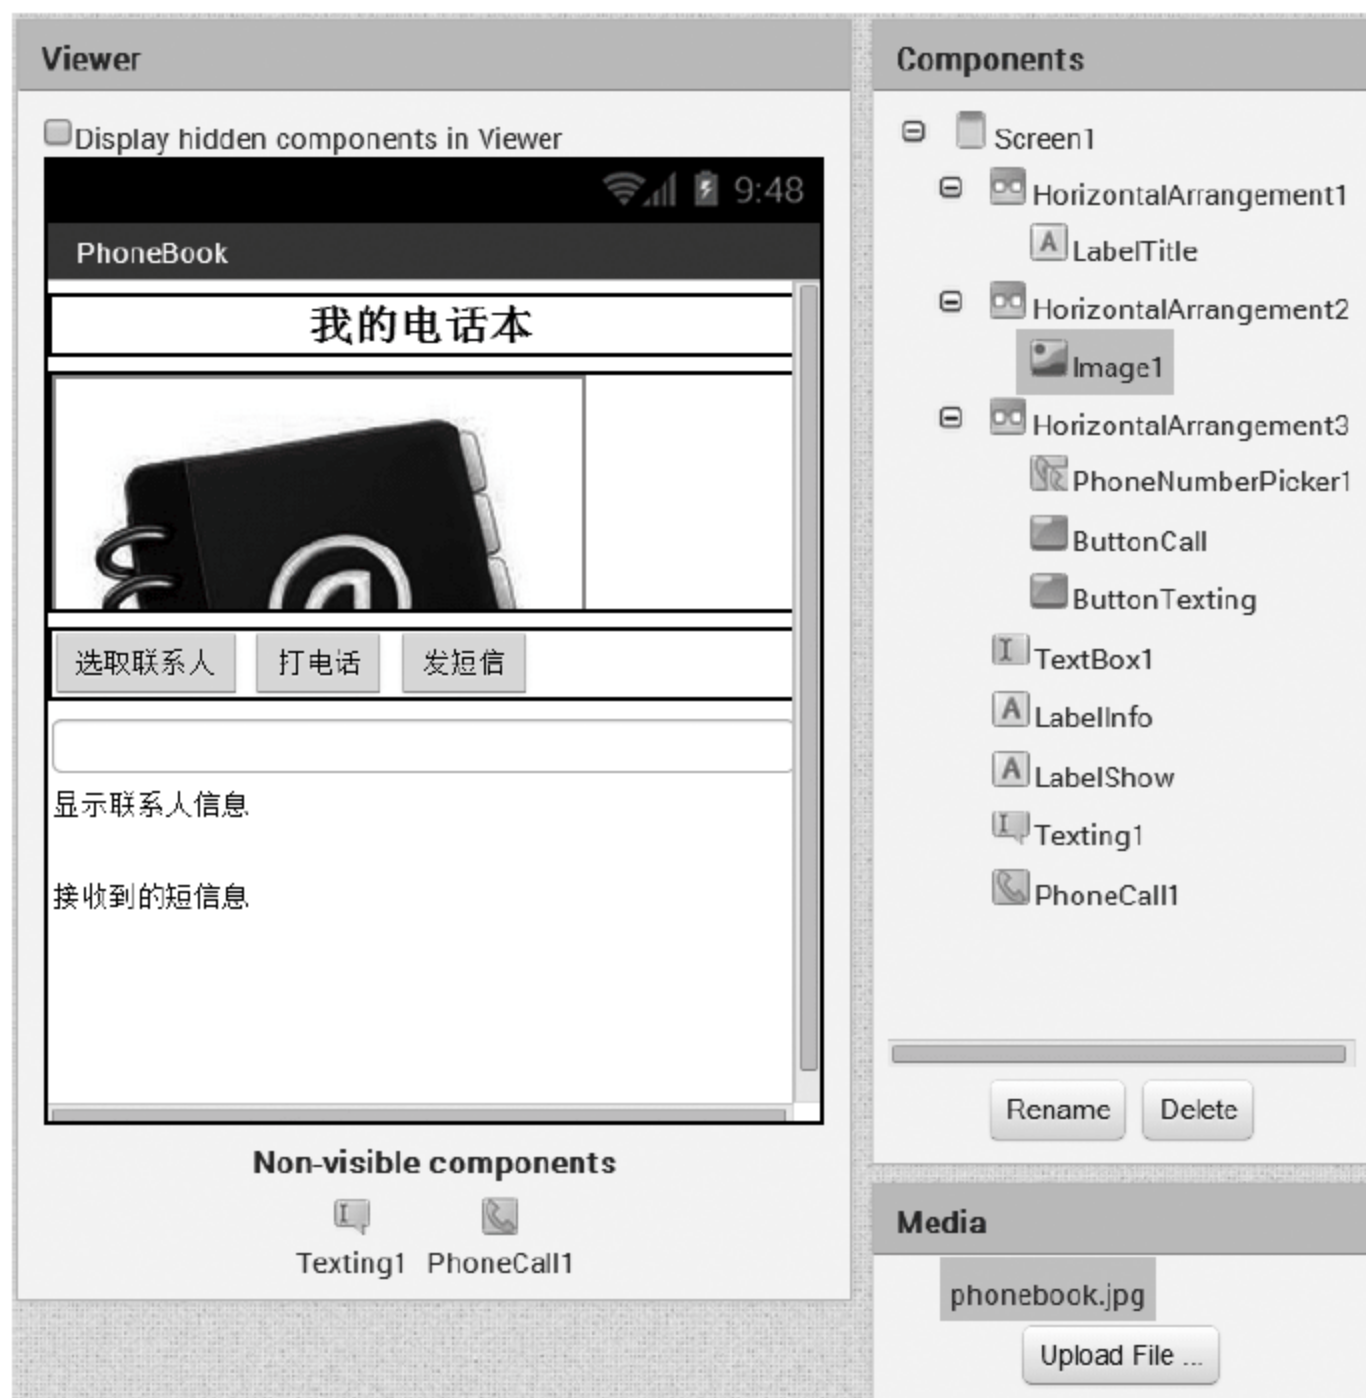 Viewer
Display hidden components in Viewer
9:48
PhoneBook
我的电话本
选取联系人 打电话 发短信
显示联系人信息
接收到的短信息
Non-visible components
Texting1 PhoneCall1
Components
Screen1
HorizontalArrangement1
LabelTitle
HorizontalArrangement2
Image1
HorizontalArrangement3
PhoneNumberPicker1
ButtonCall
ButtonTexting
TextBox1
LabelInfo
LabelShow
Texting1
PhoneCall1
Rename Delete
Media
phonebook.jpg
Upload File ...